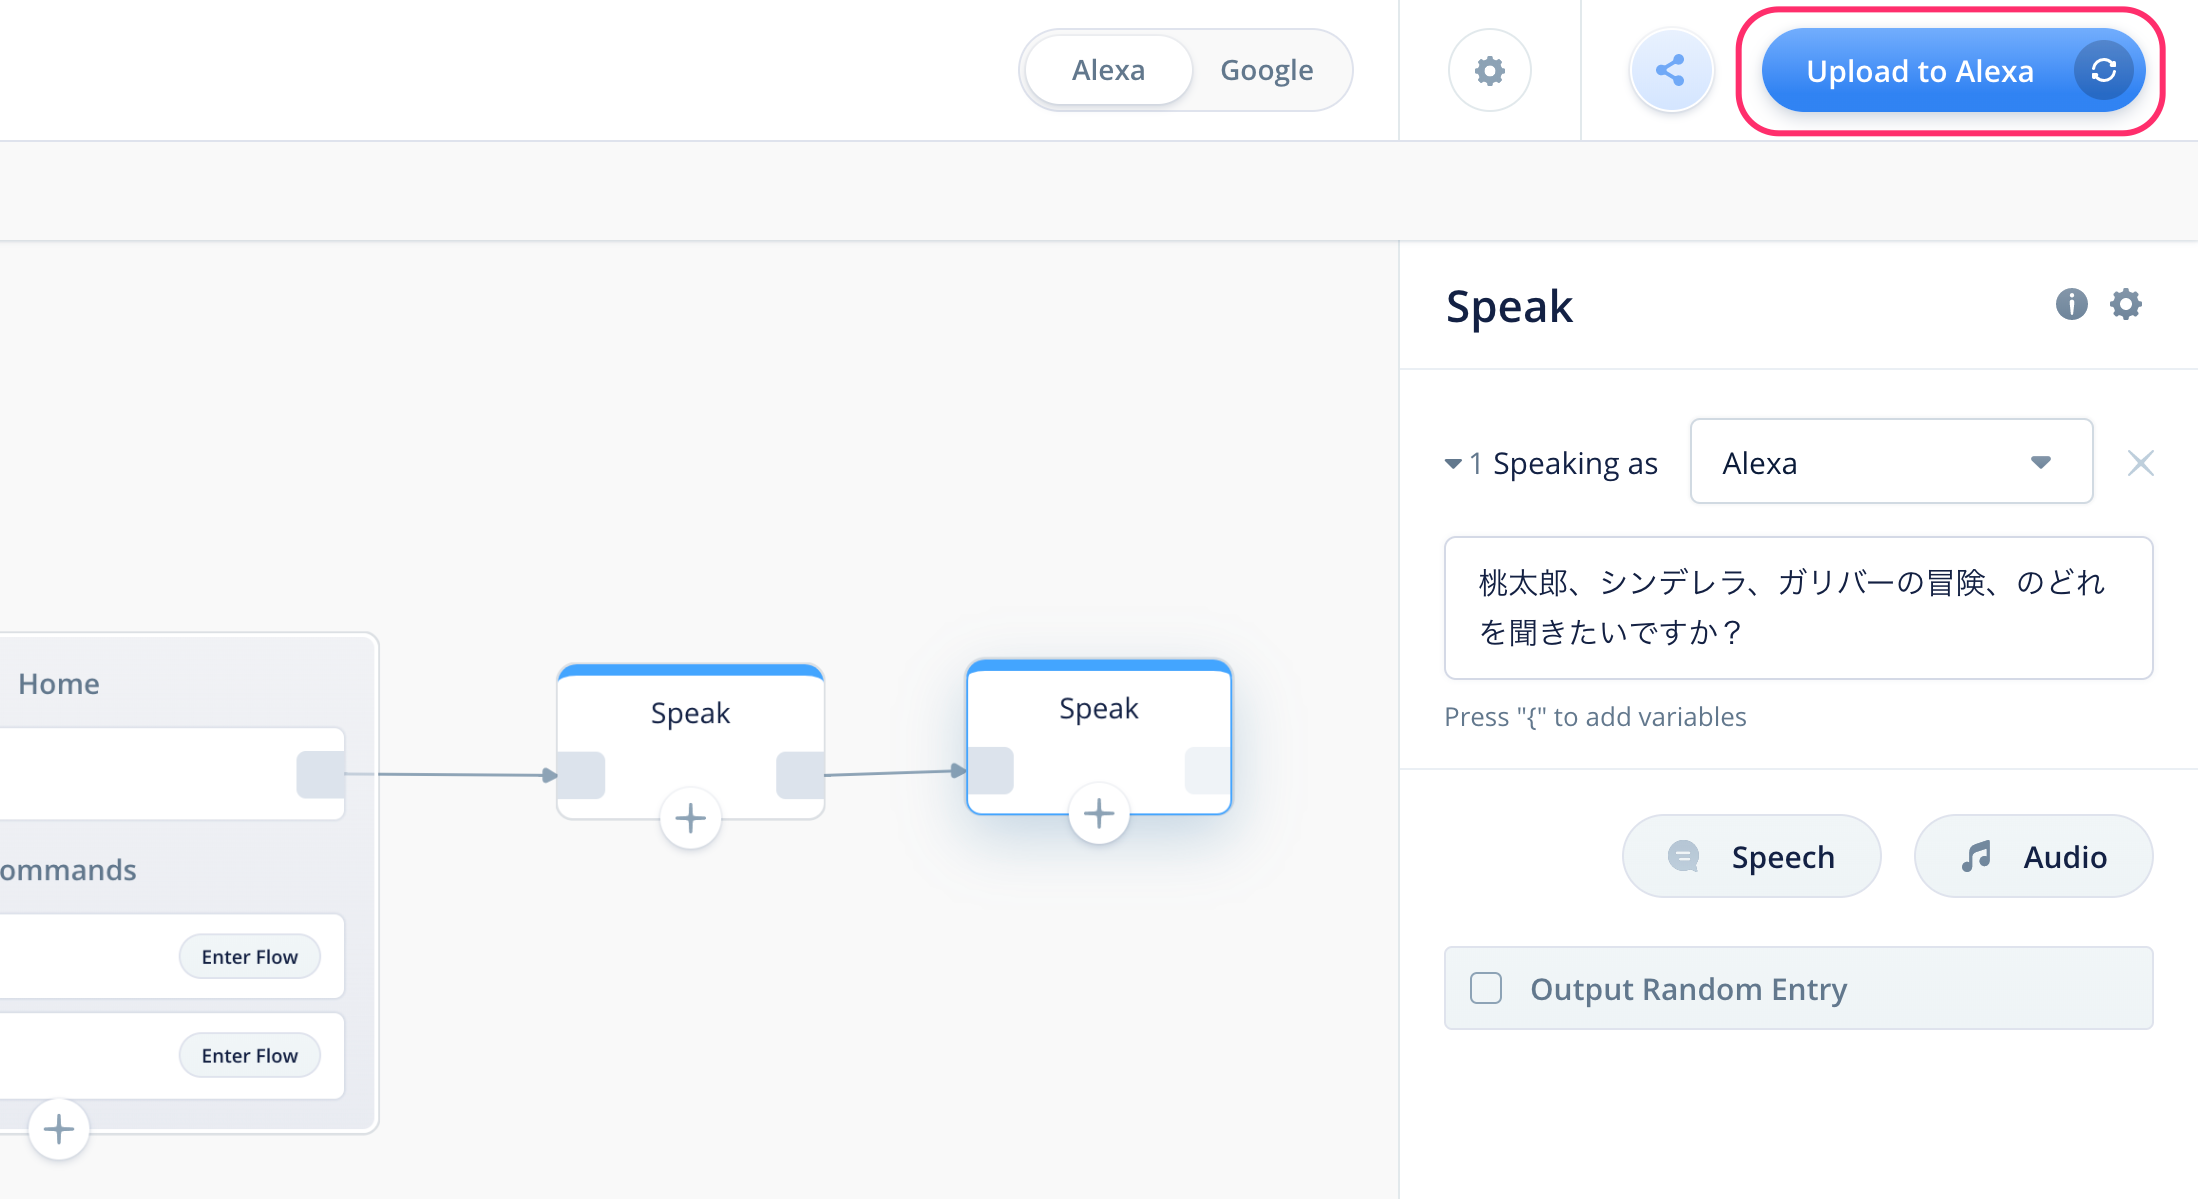 Alexa
Google
Upload to Alexa
Speak
1 Speaking as
Alexa
桃太郎、シンデレラ、ガリバーの冒険、のどれ
を聞きたいですか？
Press "{" to add variables
Speech
Audio
Output Random Entry
Home
ommands
Enter Flow
Enter Flow
Speak
Speak